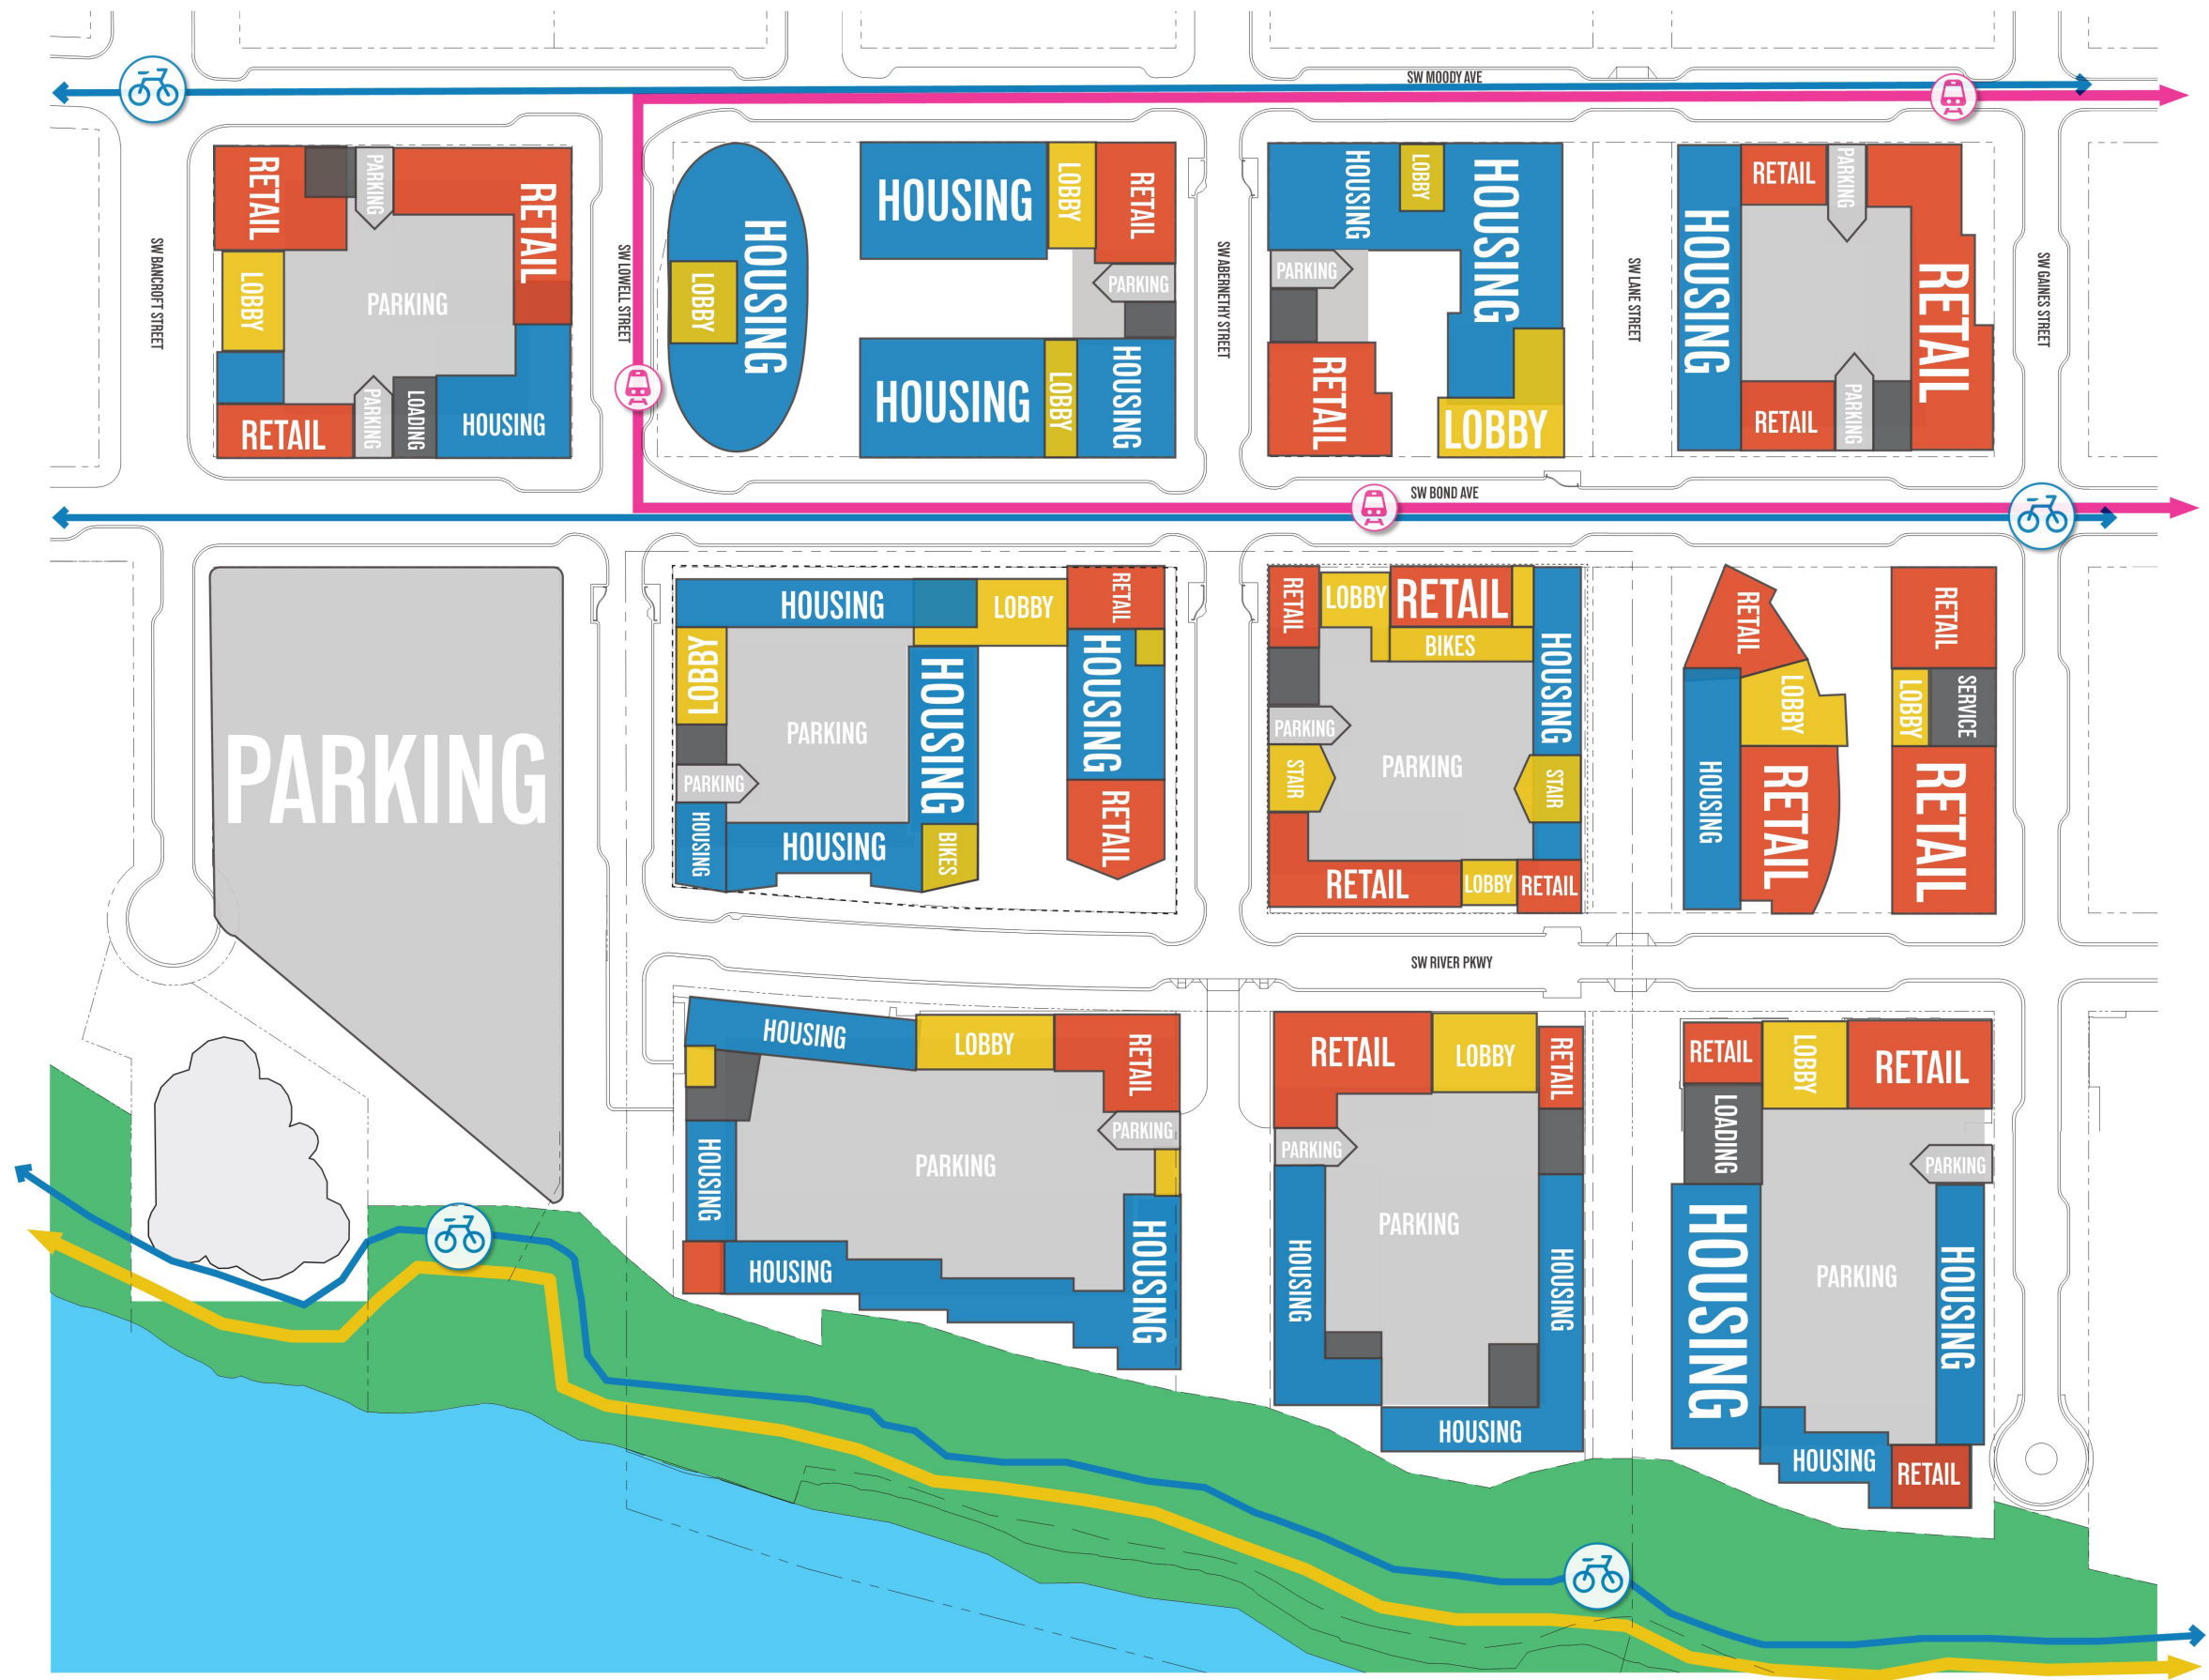 SW MOODY AVE
RETAIL
PARKING
RETAIL
LOBBY
PARKING
RETAIL
PARKING
LOADING
HOUSING
SW BANCROFT STREET
SW LOWELL STREET
HOUSING
LOBBY
HOUSING
LOBBY
RETAIL
PARKING
HOUSING
LOBBY
HOUSING
SW ABERNETHY STREET
HOUSING
LOBBY
HOUSING
PARKING
RETAIL
LOBBY
SW LANE STREET
HOUSING
RETAIL
PARKING
RETAIL
RETAIL
PARKING
SW GAINES STREET
SW BOND AVE
PARKING
HOUSING
LOBBY
RETAIL
LOBBY
HOUSING
HOUSING
PARKING
PARKING
HOUSING
HOUSING
BIKES
RETAIL
RETAIL
LOBBY
RETAIL
BIKES
HOUSING
PARKING
STAIR
PARKING
STAIR
RETAIL
LOBBY
RETAIL
RETAIL
LOBBY
HOUSING
RETAIL
RETAIL
LOBBY
SERVICE
RETAIL
SW RIVER PKWY
HOUSING
LOBBY
RETAIL
PARKING
PARKING
HOUSING
HOUSING
HOUSING
RETAIL
LOBBY
RETAIL
PARKING
PARKING
HOUSING
HOUSING
HOUSING
RETAIL
LOBBY
RETAIL
LOADING
PARKING
HOUSING
PARKING
HOUSING
HOUSING
RETAIL